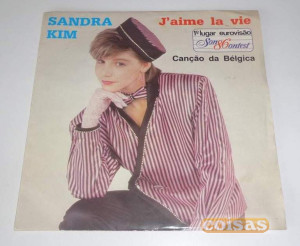 SANDRA
KIM
J'aime la vie
1º lugar eurovisão
Song Contest
Canção da Bélgica
coisas